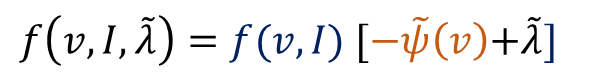 f(v, I, λ̃) = f(v, I) [−ψ̃(v)+λ̃]